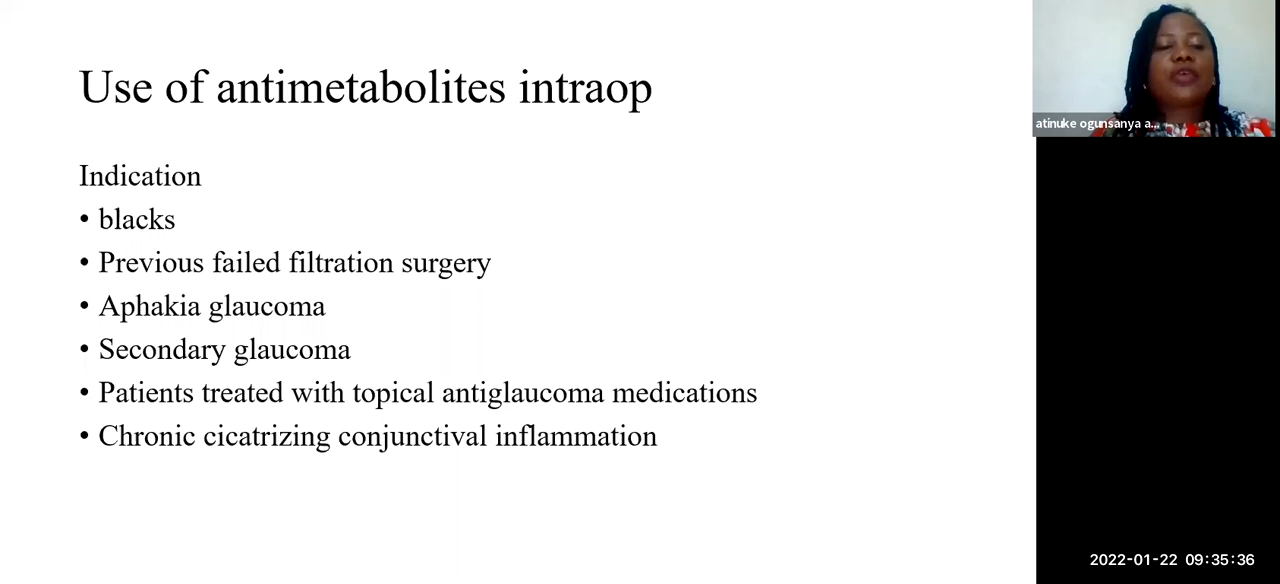 Use of antimetabolites intraop
Indication
• blacks
• Previous failed filtration surgery
• Aphakia glaucoma
• Secondary glaucoma
• Patients treated with topical antiglaucoma medications
• Chronic cicatrizing conjunctival inflammation
atinuke ogunsanya a...
2022-01-22 09:35:36